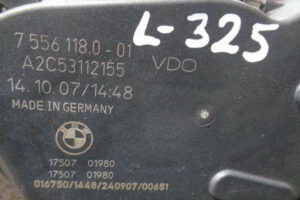 L-325
7 556 118.0-01
A2C53112155 VDO
14.10.07/14:48
MADE IN GERMANY
BMW
17507 01980
17507 01980
016750/1448/240907/00651